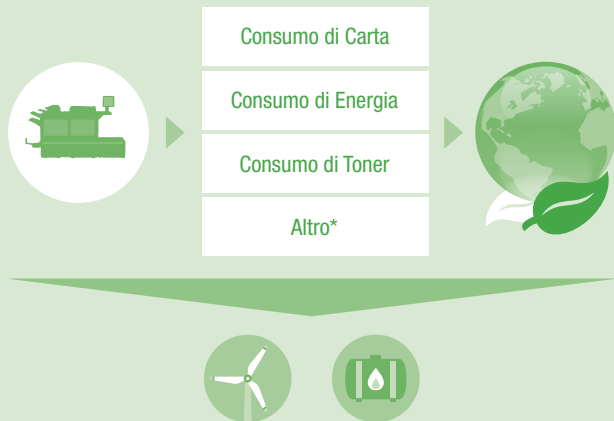 Consumo di Carta
Consumo di Energia
Consumo di Toner
Altro*